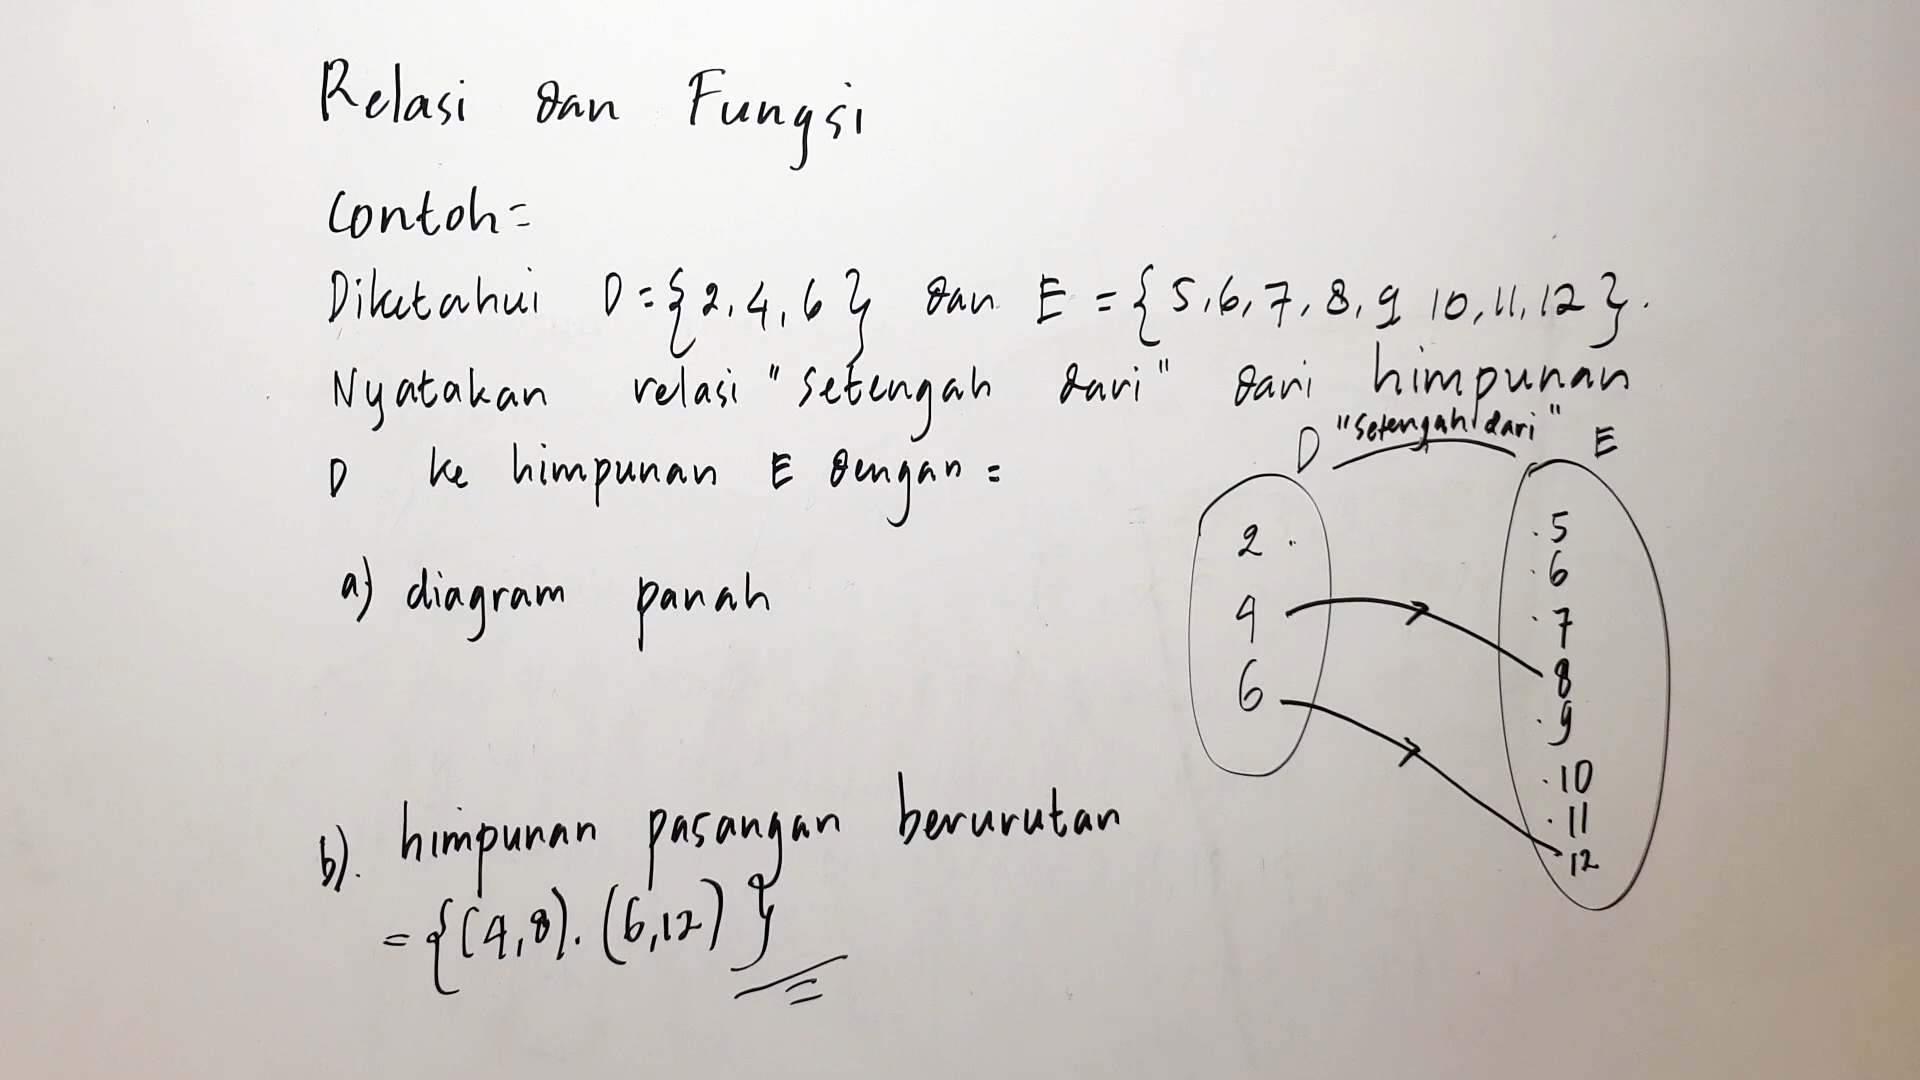 Relasi dan Fungsi
Contoh =
Diketahui D = {2, 4, 6} dan E = {5, 6, 7, 8, 9 10, 11, 12}.
Nyatakan relasi "setengah dari" dari himpunan
D ke himpunan E dengan =
a) diagram panah
D "setengah dari" E
2
4
6
5
6
7
8
9
10
11
12
b). himpunan pasangan berurutan
= {(4,8). (6,12)}